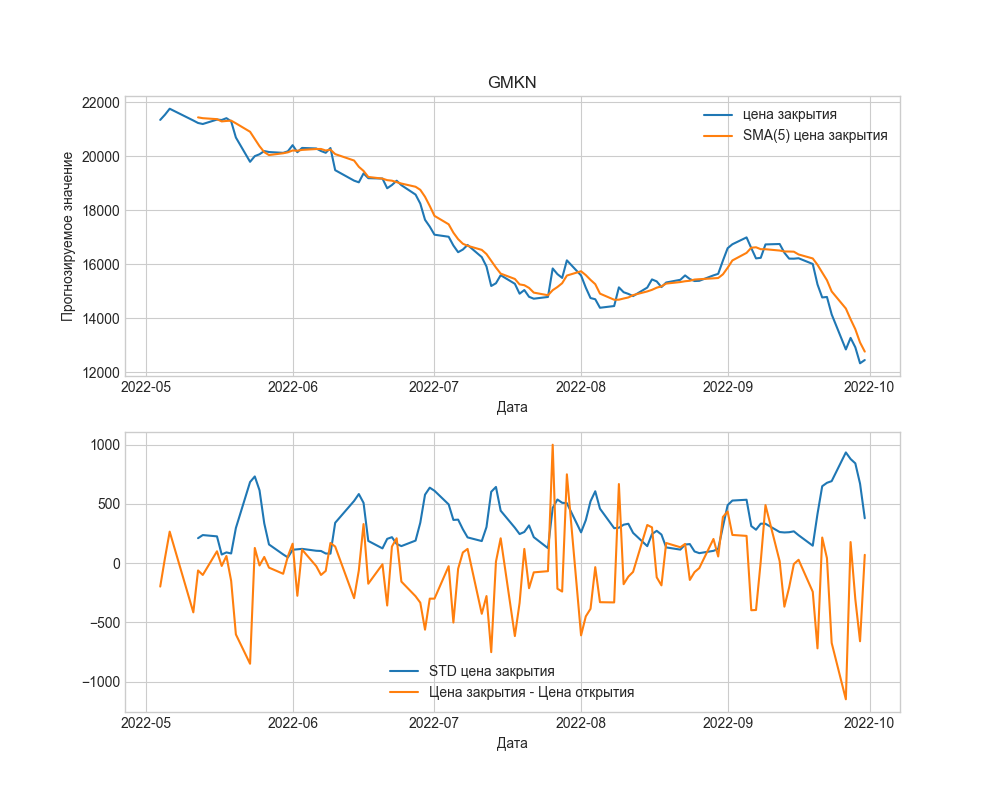 GMKN
22000
20000
18000
16000
14000
12000
Прогнозируемое значение
цена закрытия
SMA(5) цена закрытия
2022-05 2022-06 2022-07 2022-08 2022-09 2022-10
Дата
1000
500
0
−500
−1000
STD цена закрытия
Цена закрытия - Цена открытия
2022-05 2022-06 2022-07 2022-08 2022-09 2022-10
Дата